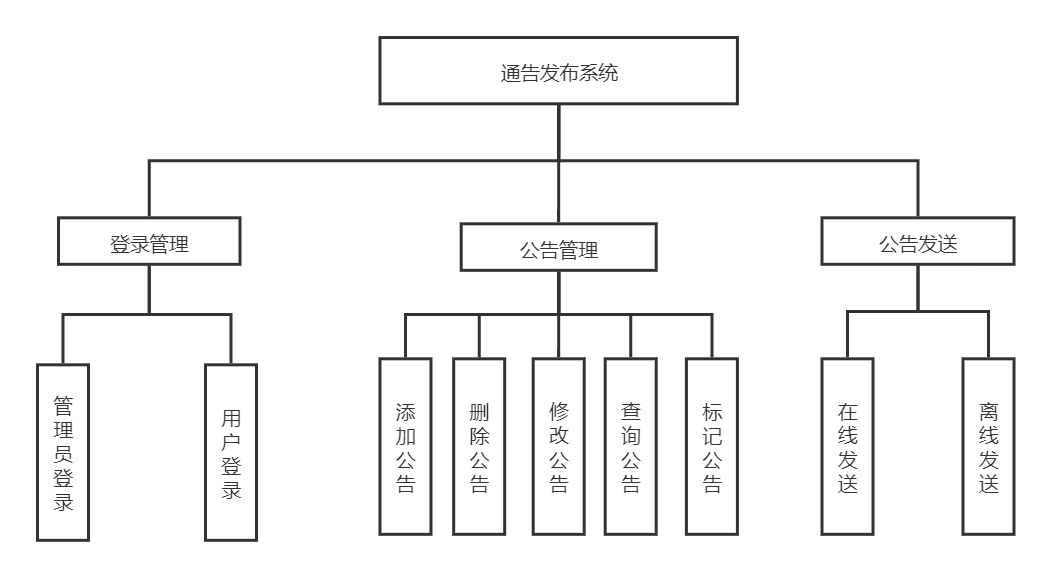 通告发布系统
登录管理
公告管理
公告发送
管理员登录
用户登录
添加公告
删除公告
修改公告
查询公告
标记公告
在线发送
离线发送